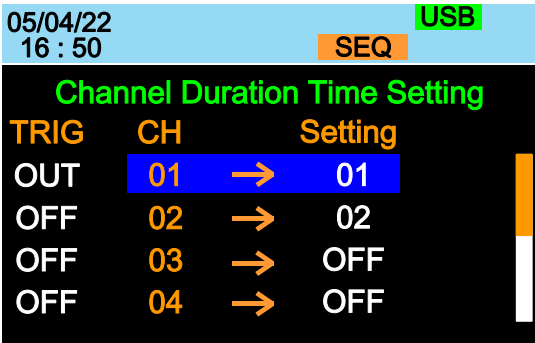 05/04/22 USB
16 : 50 SEQ
Channel Duration Time Setting
TRIG CH Setting
OUT 01 → 01
OFF 02 → 02
OFF 03 → OFF
OFF 04 → OFF